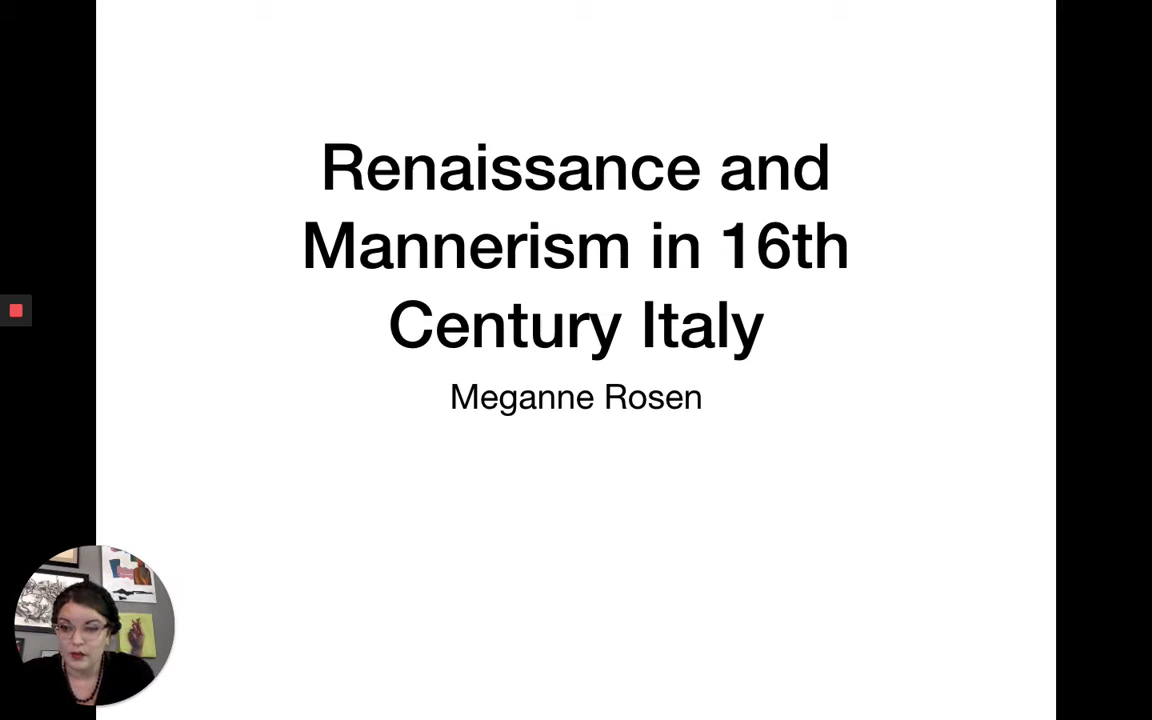 Renaissance and
Mannerism in 16th
Century Italy
Meganne Rosen